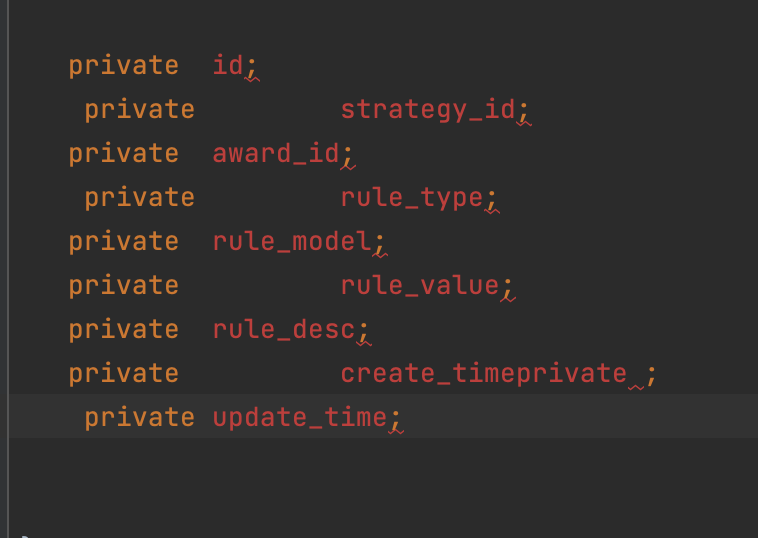 private id;
private strategy_id;
private award_id;
private rule_type;
private rule_model;
private rule_value;
private rule_desc;
private create_timeprivate ;
private update_time;